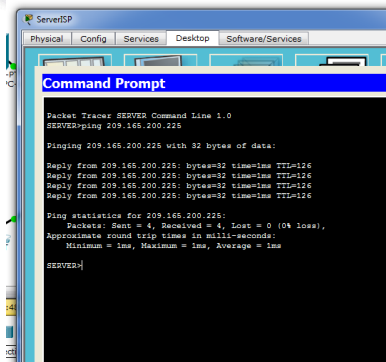 ServerISP
Physical Config Services Desktop Software/Services
Command Prompt
Packet Tracer SERVER Command Line 1.0
SERVER>ping 209.165.200.225
Pinging 209.165.200.225 with 32 bytes of data:
Reply from 209.165.200.225: bytes=32 time=1ms TTL=126
Reply from 209.165.200.225: bytes=32 time=1ms TTL=126
Reply from 209.165.200.225: bytes=32 time=1ms TTL=126
Reply from 209.165.200.225: bytes=32 time=1ms TTL=126
Ping statistics for 209.165.200.225:
Packets: Sent = 4, Received = 4, Lost = 0 (0% loss),
Approximate round trip times in milli-seconds:
Minimum = 1ms, Maximum = 1ms, Average = 1ms
SERVER>